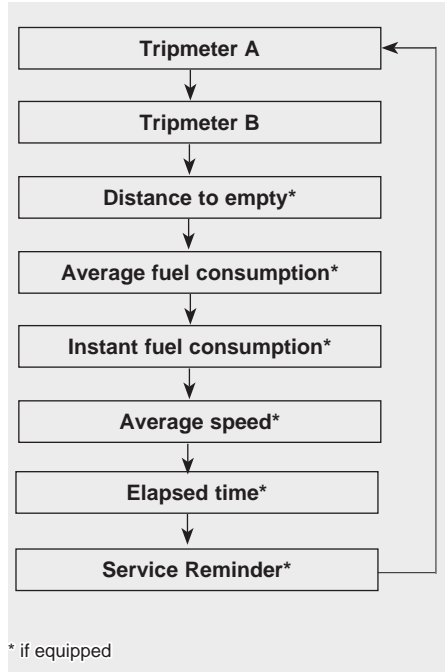 Tripmeter A
Tripmeter B
Distance to empty*
Average fuel consumption*
Instant fuel consumption*
Average speed*
Elapsed time*
Service Reminder*
* if equipped